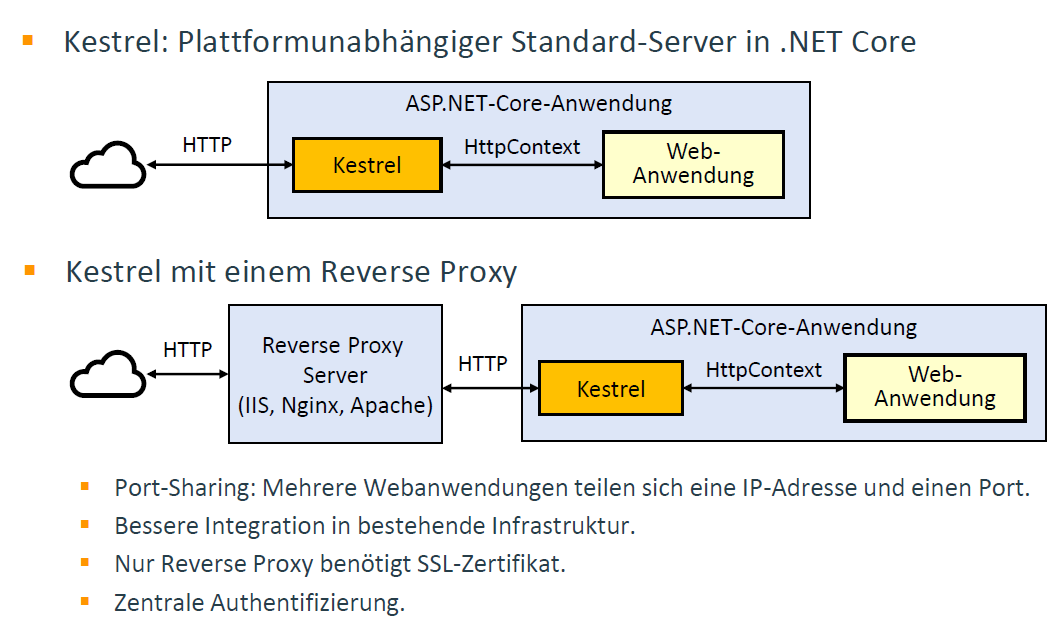 Kestrel: Plattformunabhängiger Standard-Server in .NET Core
ASP.NET-Core-Anwendung
HTTP
Kestrel
HttpContext
Web-
Anwendung
Kestrel mit einem Reverse Proxy
HTTP
Reverse Proxy
Server
(IIS, Nginx, Apache)
HTTP
ASP.NET-Core-Anwendung
Kestrel
HttpContext
Web-
Anwendung
Port-Sharing: Mehrere Webanwendungen teilen sich eine IP-Adresse und einen Port.
Bessere Integration in bestehende Infrastruktur.
Nur Reverse Proxy benötigt SSL-Zertifikat.
Zentrale Authentifizierung.